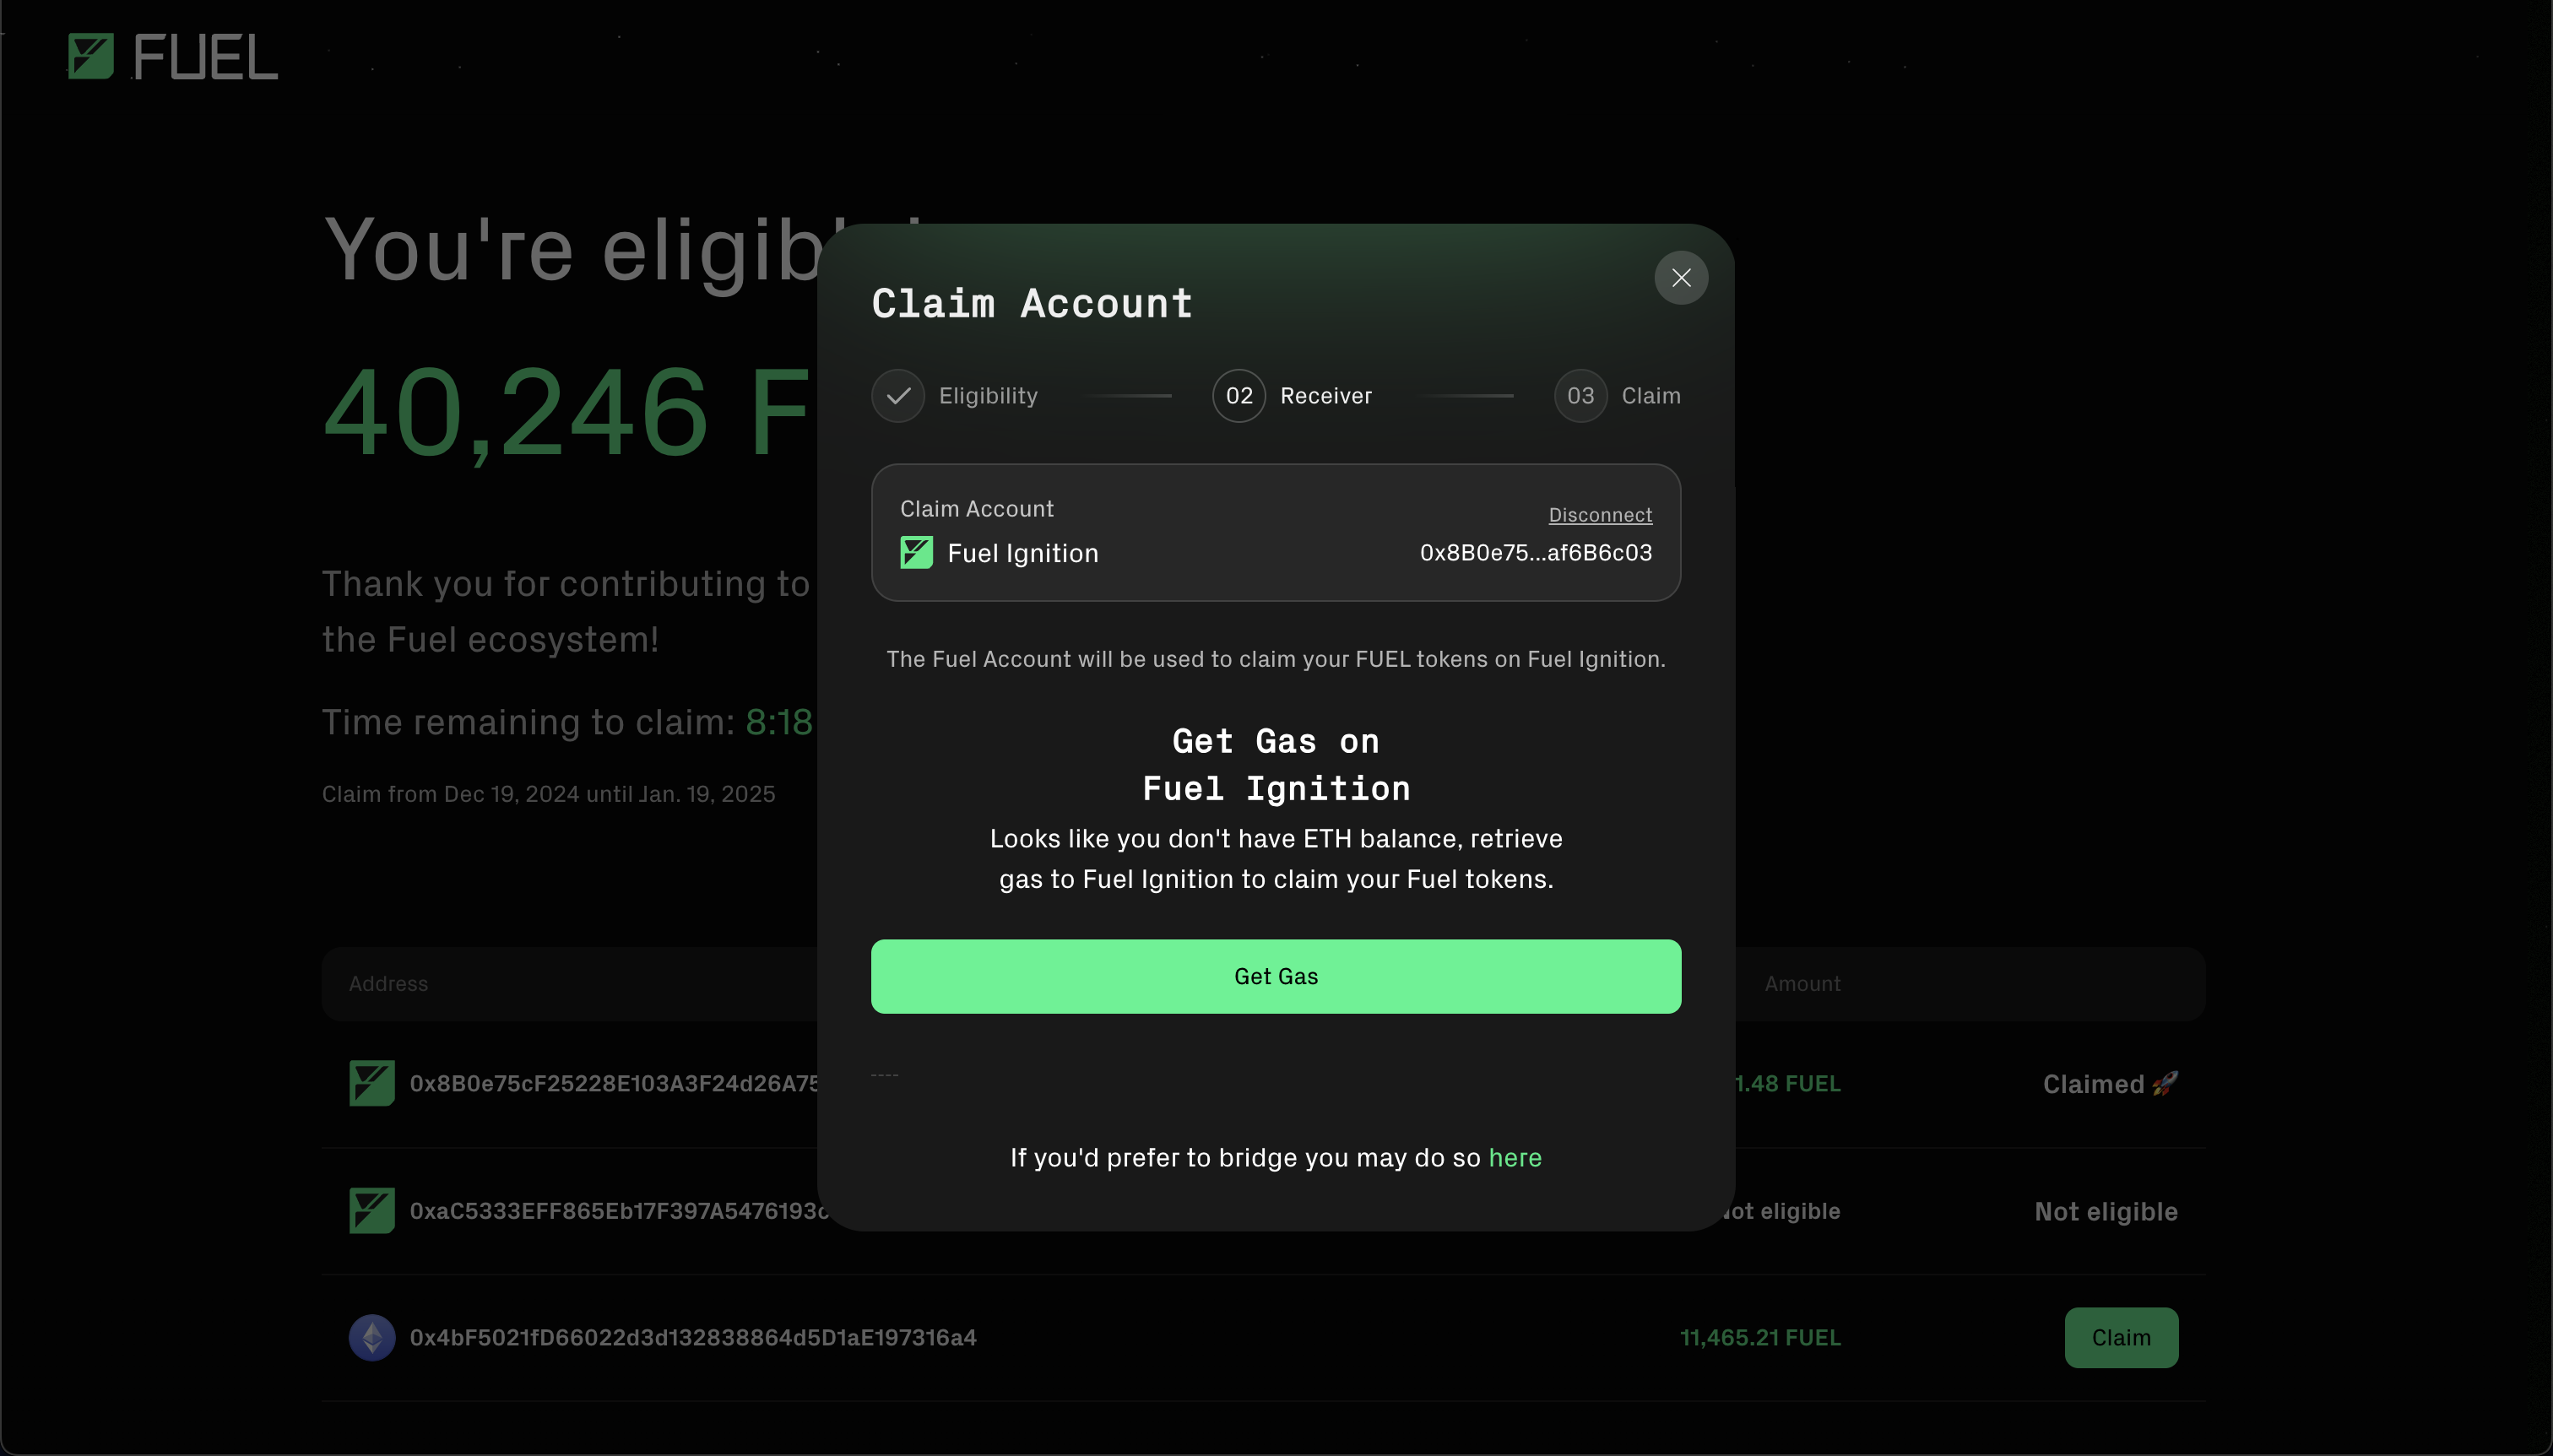 FUEL
You're
40,246 F
Thank you for contributing to
the Fuel ecosystem!
Time remaining to claim: 8:18
Claim from Dec 19, 2024 until Jan. 19, 2025
Claim Account
Eligibility
02 Receiver
03 Claim
Claim Account
Disconnect
Fuel Ignition
0x8B0e75...af6B6c03
The Fuel Account will be used to claim your FUEL tokens on Fuel Ignition.
Get Gas on
Fuel Ignition
Looks like you don't have ETH balance, retrieve
gas to Fuel Ignition to claim your Fuel tokens.
Get Gas
----
If you'd prefer to bridge you may do so here
Address
Amount
0x8B0e75cF25228E103A3F24d26A75
1.48 FUEL
Claimed 🚀
0xaC5333EFF865Eb17F397A5476193
eligible
Not eligible
0x4bF5021fD66022d3d132838864d5D1aE197316a4
11,465.21 FUEL
Claim